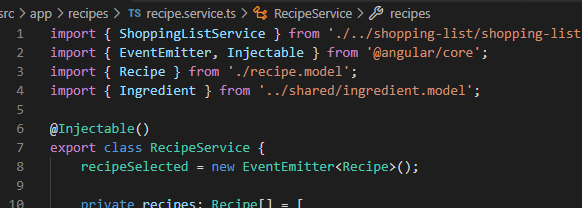 src > app > recipes > TS recipe.service.ts > RecipeService > recipes
1 import { ShoppingListService } from './../shopping-list/shopping-list
2 import { EventEmitter, Injectable } from '@angular/core';
3 import { Recipe } from './recipe.model';
4 import { Ingredient } from '../shared/ingredient.model';
5
6 @Injectable()
7 export class RecipeService {
8 recipeSelected = new EventEmitter<Recipe>();
9
10 private recipes: Recipe[] = [